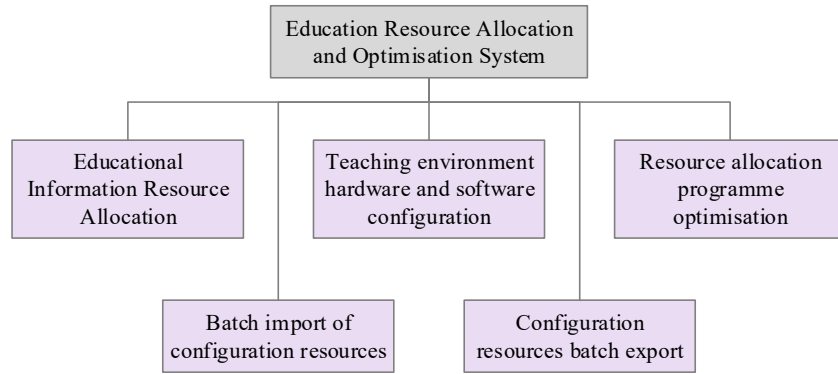 Education Resource Allocation
and Optimisation System
Educational
Information Resource
Allocation
Teaching environment
hardware and software
configuration
Resource allocation
programme
optimisation
Batch import of
configuration resources
Configuration
resources batch export